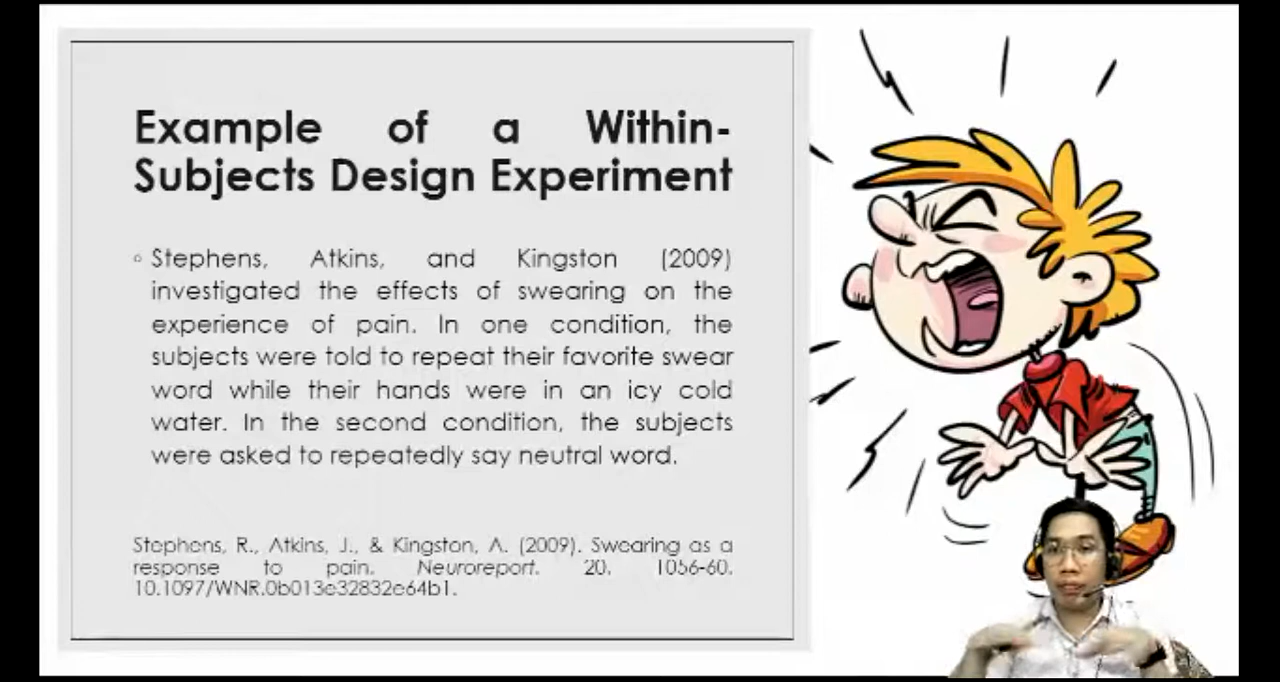 Example of a Within-
Subjects Design Experiment
◦ Stephens, Atkins, and Kingston (2009)
investigated the effects of swearing on the
experience of pain. In one condition, the
subjects were told to repeat their favorite swear
word while their hands were in an icy cold
water. In the second condition, the subjects
were asked to repeatedly say neutral word.
Stephens, R., Atkins, J., & Kingston, A. (2009). Swearing as a
response to pain. Neuroreport. 20. 1056-60.
10.1097/WNR.0b013e32832e64b1.